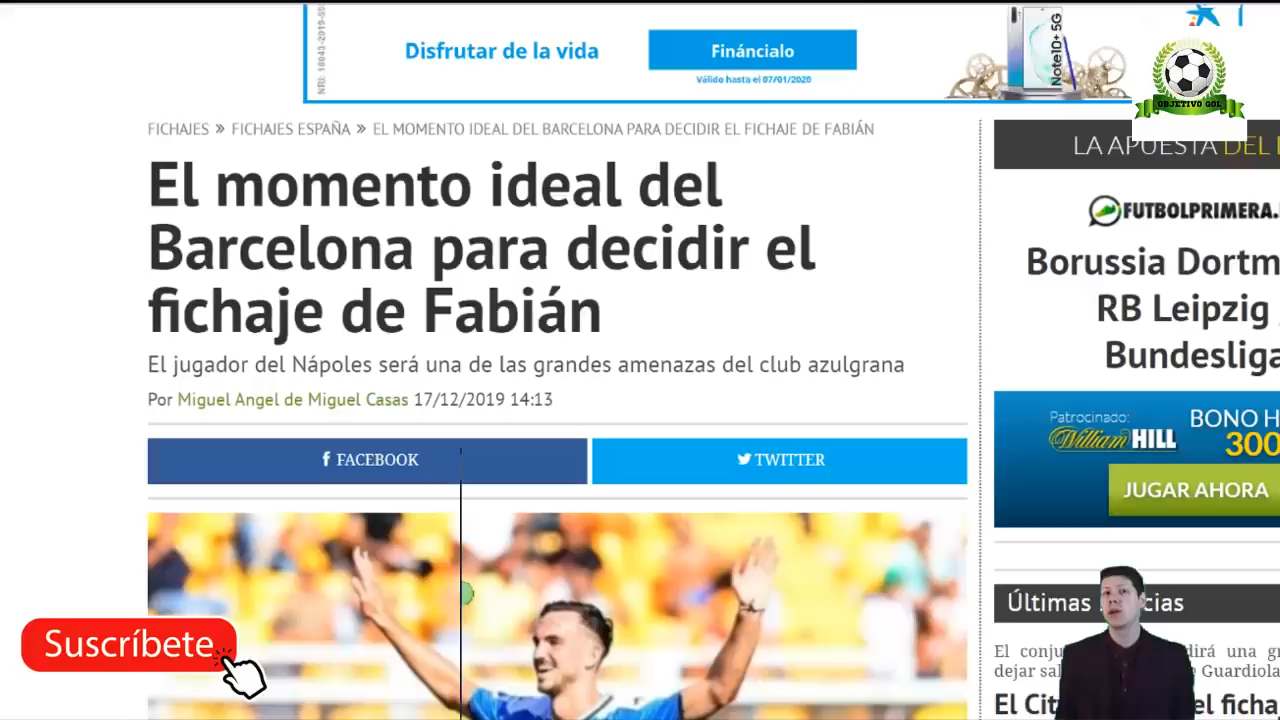 Disfrutar de la vida
Fináncialo
Válido hasta el 07/01/2020
Note10+ 5G
OBJETIVO GOL
FICHAJES » FICHAJES ESPAÑA » EL MOMENTO IDEAL DEL BARCELONA PARA DECIDIR EL FICHAJE DE FABIÁN
El momento ideal del
Barcelona para decidir el
fichaje de Fabián
El jugador del Nápoles será una de las grandes amenazas del club azulgrana
Por Miguel Angel de Miguel Casas 17/12/2019 14:13
FACEBOOK
TWITTER
LA APUESTA DEL
FUTBOLPRIMERA.
Borussia Dortm
RB Leipzig
Bundesliga
Patrocinado:
William HILL
BONO H
300
JUGAR AHORA
Últimas
cias
El conju
dirá una g
dejar sal
e Guardiola
El Cit
el ficha
Suscríbete